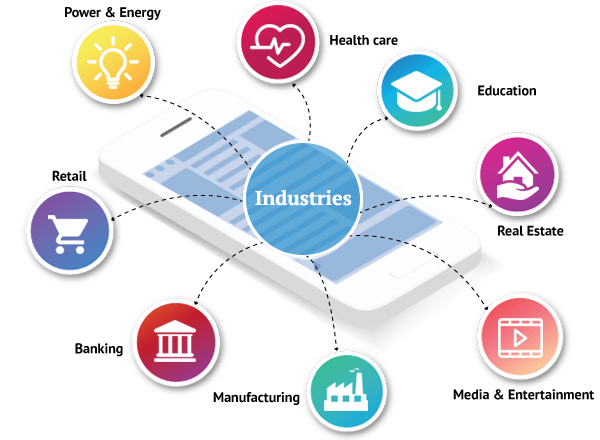 Power & Energy
Health care
Education
Retail
Industries
Real Estate
Banking
Manufacturing
Media & Entertainment